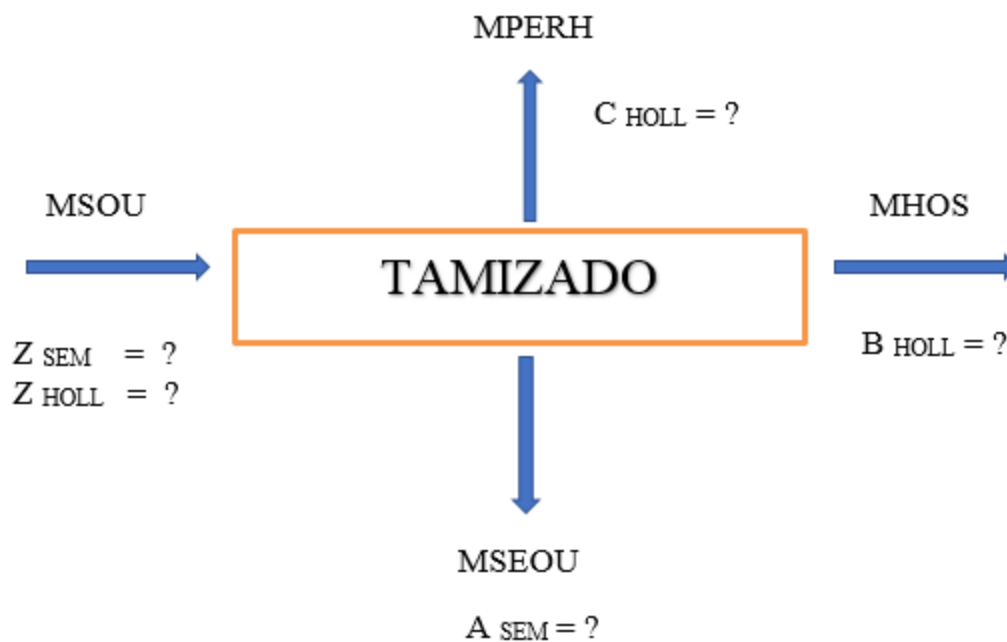 MPERH
C HOLL = ?
MSOU
MHOS
TAMIZADO
Z SEM = ?
Z HOLL = ?
B HOLL = ?
MSEOU
A SEM = ?